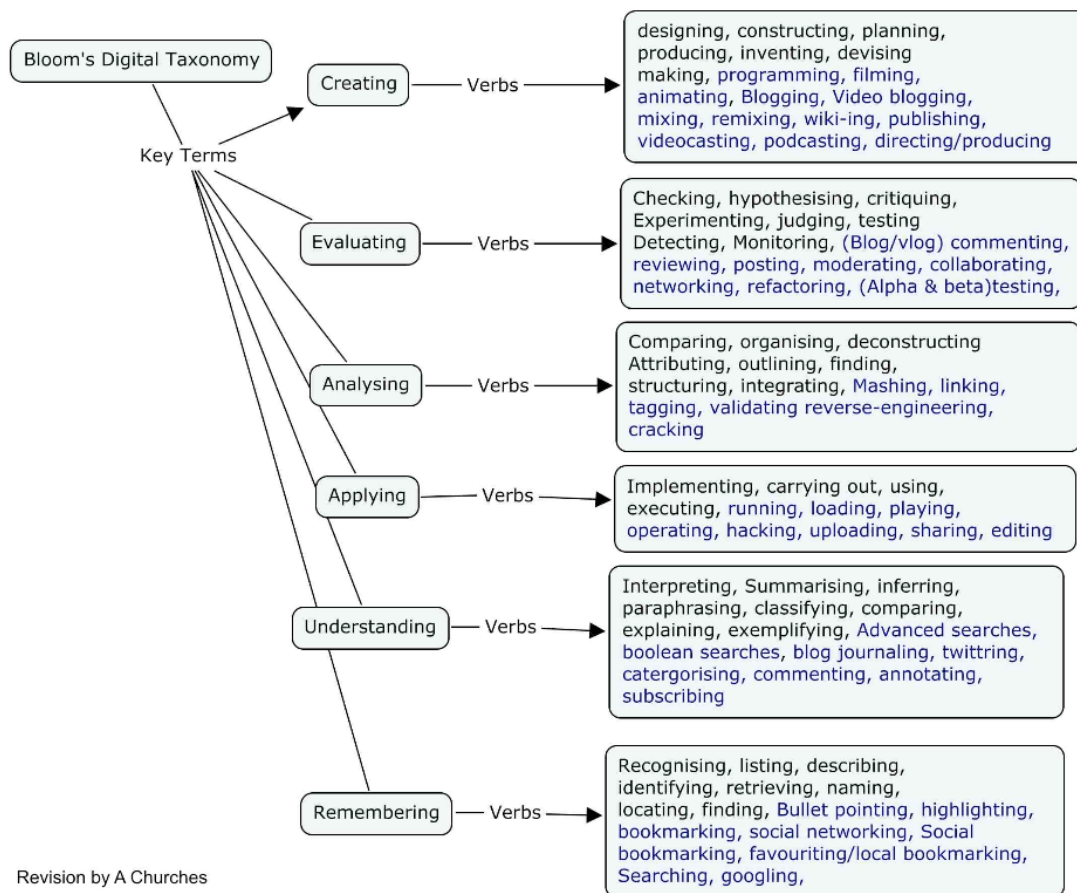 Bloom's Digital Taxonomy
Key Terms
Creating
Verbs
designing, constructing, planning,
producing, inventing, devising
making, programming, filming,
animating, Blogging, Video blogging,
mixing, remixing, wiki-ing, publishing,
videocasting, podcasting, directing/producing
Evaluating
Verbs
Checking, hypothesising, critiquing,
Experimenting, judging, testing
Detecting, Monitoring, (Blog/vlog) commenting,
reviewing, posting, moderating, collaborating,
networking, refactoring, (Alpha & beta)testing,
Analysing
Verbs
Comparing, organising, deconstructing
Attributing, outlining, finding,
structuring, integrating, Mashing, linking,
tagging, validating reverse-engineering,
cracking
Applying
Verbs
Implementing, carrying out, using,
executing, running, loading, playing,
operating, hacking, uploading, sharing, editing
Understanding
Verbs
Interpreting, Summarising, inferring,
paraphrasing, classifying, comparing,
explaining, exemplifying, Advanced searches,
boolean searches, blog journaling, twittring,
catergorising, commenting, annotating,
subscribing
Remembering
Verbs
Recognising, listing, describing,
identifying, retrieving, naming,
locating, finding, Bullet pointing, highlighting,
bookmarking, social networking, Social
bookmarking, favouriting/local bookmarking,
Searching, googling,
Revision by A Churches